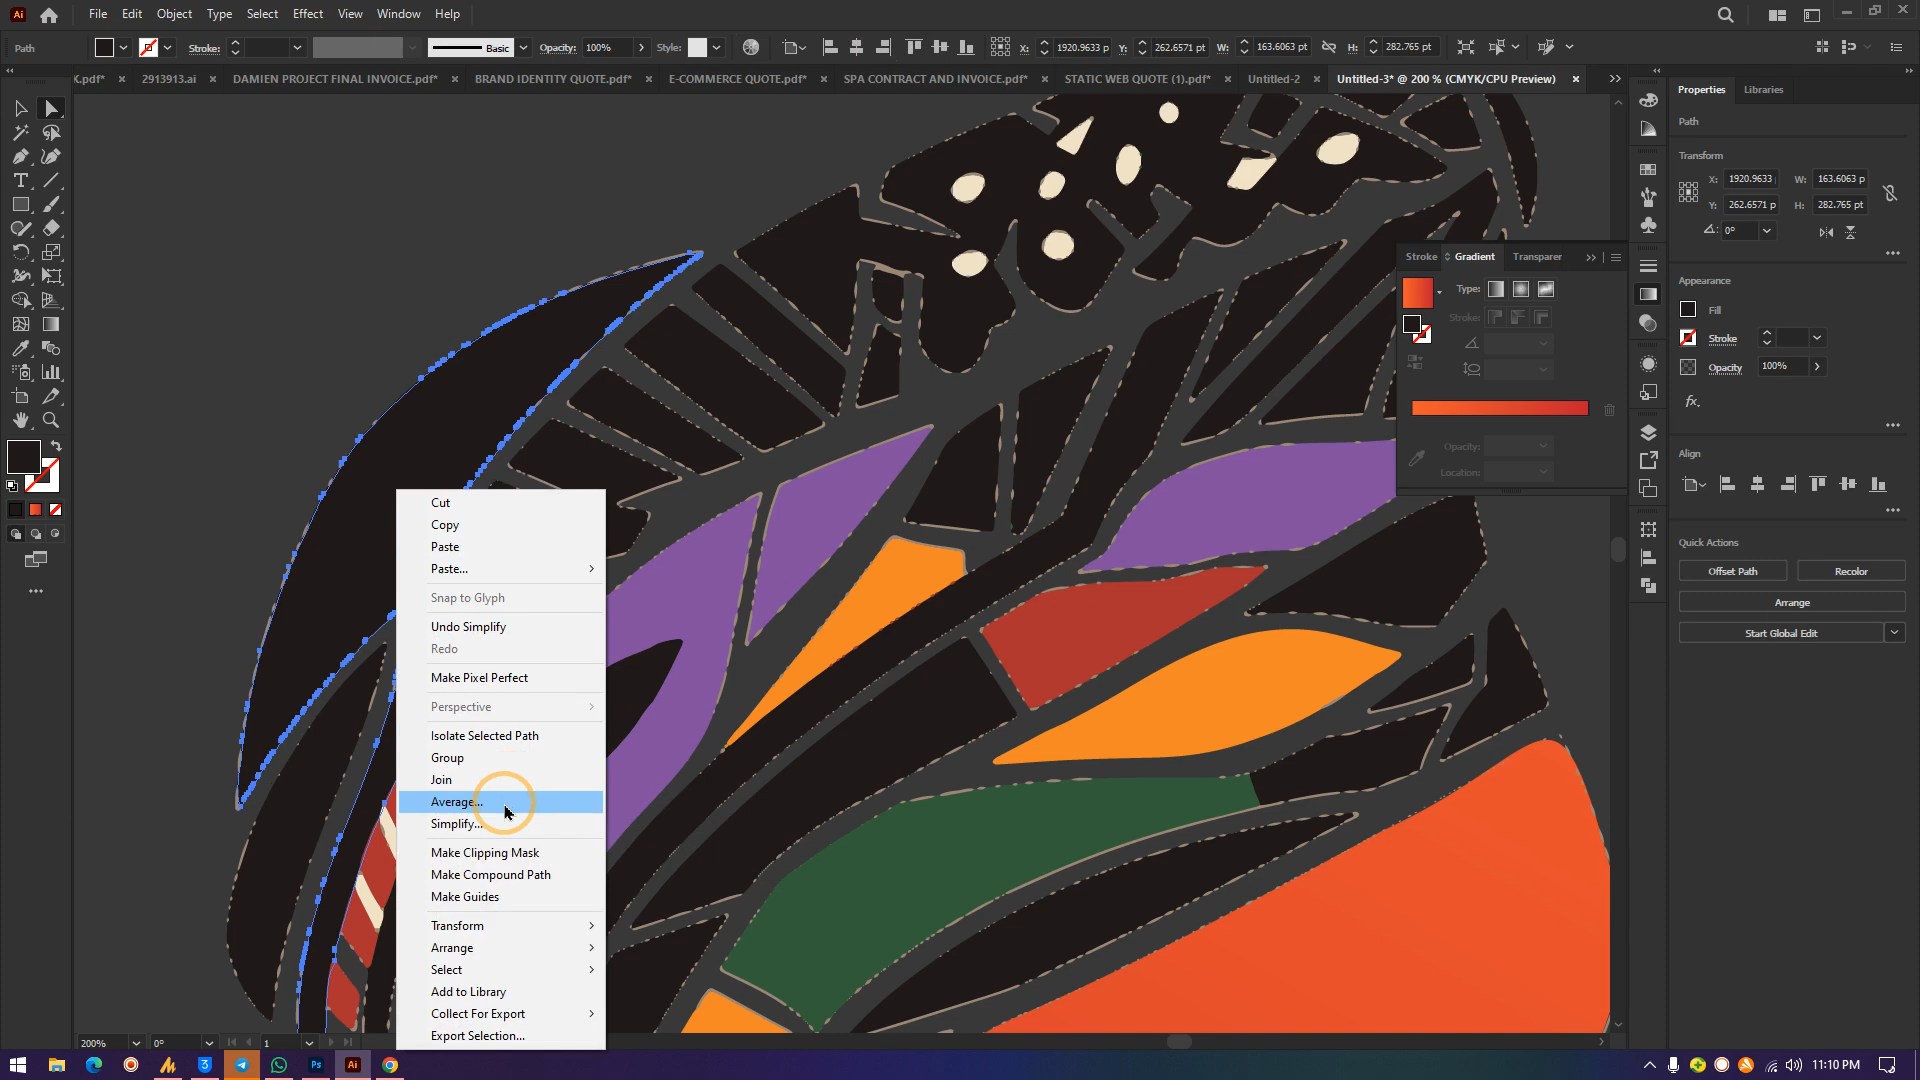 Ai File Edit Object Type Select Effect View Window Help
Path Stroke: Basic Opacity: 100% Style: X: 1920.9633 p Y: 262.6571 pt W: 163.6063 pt H: 282.765 pt
K.pdf* × 2913913.ai × DAMIEN PROJECT FINAL INVOICE.pdf* × BRAND IDENTITY QUOTE.pdf* × E-COMMERCE QUOTE.pdf* × SPA CONTRACT AND INVOICE.pdf* × STATIC WEB QUOTE (1).pdf* × Untitled-2 × Untitled-3* @ 200 % (CMYK/CPU Preview) ×
Properties Libraries
Path
Transform
X: 1920.9633 W: 163.6063 p
Y: 262.6571 p H: 282.765 pt
0°
Appearance
Fill
Stroke
Opacity 100%
fx.
Align
Quick Actions
Offset Path Recolor
Arrange
Start Global Edit
Stroke Gradient Transparer
Type:
Stroke:
Opacity:
Location:
Cut
Copy
Paste
Paste...
Snap to Glyph
Undo Simplify
Redo
Make Pixel Perfect
Perspective
Isolate Selected Path
Group
Join
Average...
Simplify...
Make Clipping Mask
Make Compound Path
Make Guides
Transform
Arrange
Select
Add to Library
Collect For Export
Export Selection...
200% 0° 1
Ps Ai 11:10 PM